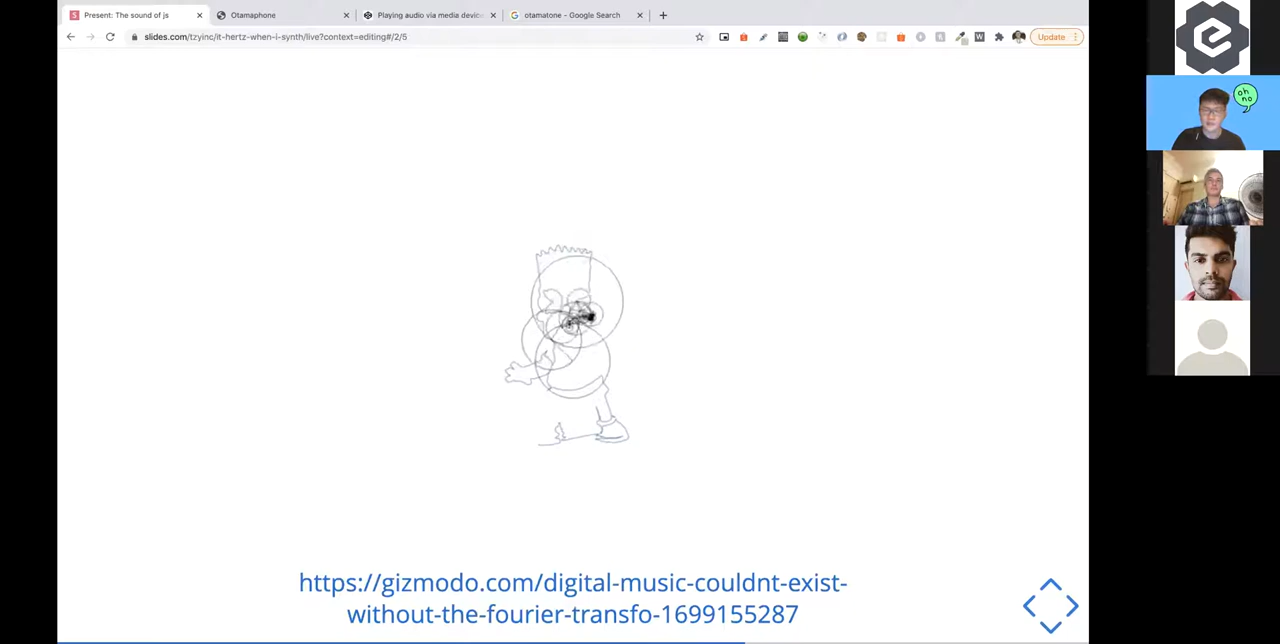 Present: The sound of js
Otamaphone
Playing audio via media device
otamatone - Google Search
slides.com/tzyinc/it-hertz-when-i-synth/live?context=editing#/2/5
Update
oh
no
https://gizmodo.com/digital-music-couldnt-exist-
without-the-fourier-transfo-1699155287